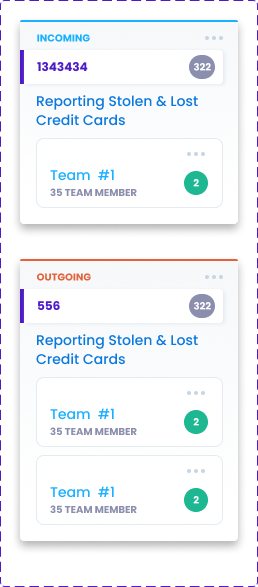 INCOMING
1343434 322
Reporting Stolen & Lost
Credit Cards
Team #1
35 TEAM MEMBER 2
OUTGOING
556 322
Reporting Stolen & Lost
Credit Cards
Team #1
35 TEAM MEMBER 2
Team #1
35 TEAM MEMBER 2